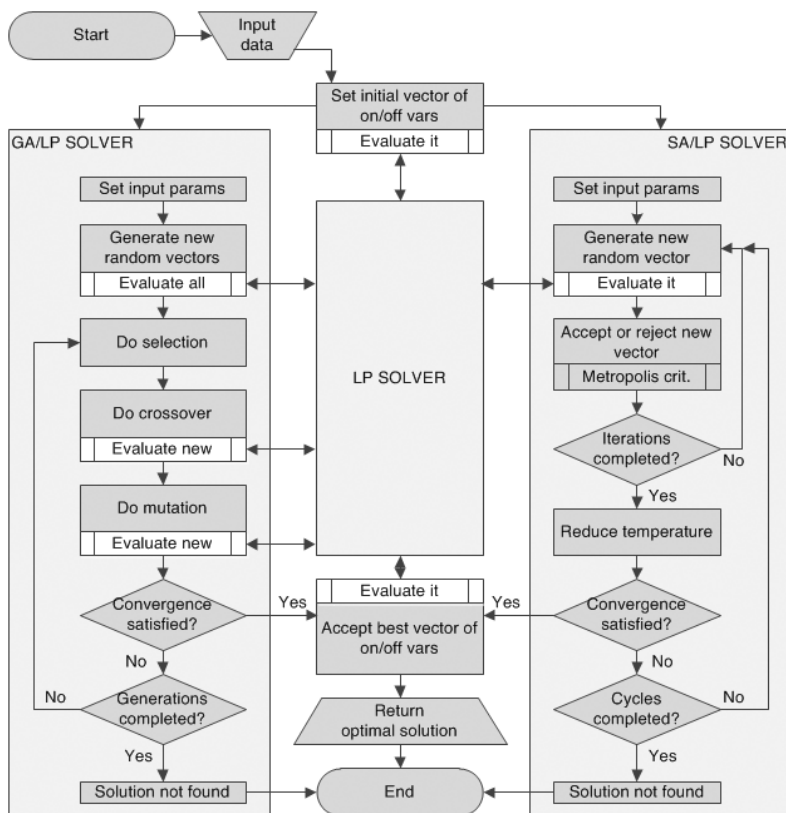 Start
Input
data
Set initial vector of
on/off vars
Evaluate it
GA/LP SOLVER
Set input params
Generate new
random vectors
Evaluate all
Do selection
Do crossover
Evaluate new
Do mutation
Evaluate new
Convergence
satisfied?
Yes
No
Generations
completed?
No
Yes
Solution not found
LP SOLVER
Evaluate it
Accept best vector of
on/off vars
Return
optimal solution
End
SA/LP SOLVER
Set input params
Generate new
random vector
Evaluate it
Accept or reject new
vector
Metropolis crit.
Iterations
completed?
No
Yes
Reduce temperature
Convergence
satisfied?
Yes
No
Cycles
completed?
No
Yes
Solution not found